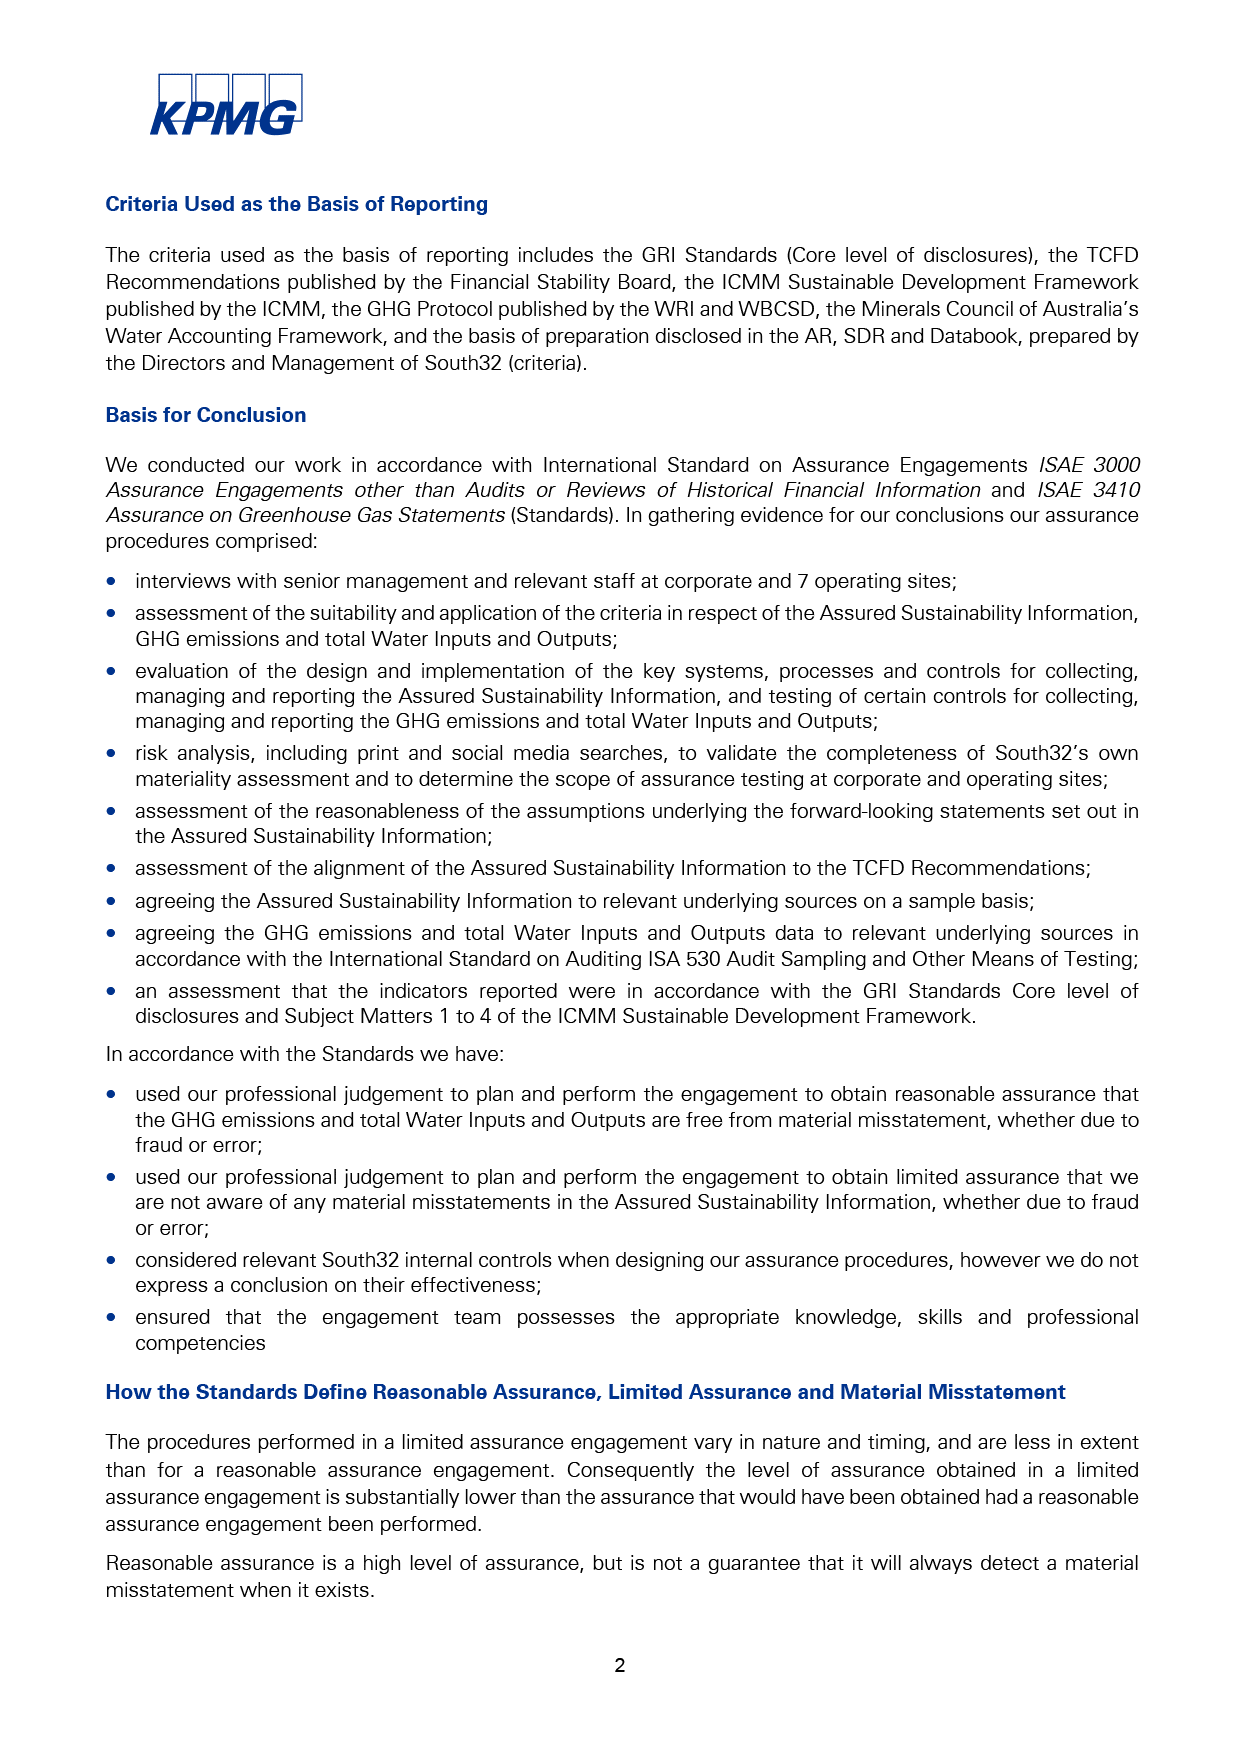 KPMG
Criteria Used as the Basis of Reporting
The criteria used as the basis of reporting includes the GRI Standards (Core level of disclosures), the TCFD
Recommendations published by the Financial Stability Board, the ICMM Sustainable Development Framework
published by the ICMM, the GHG Protocol published by the WRI and WBCSD, the Minerals Council of Australia’s
Water Accounting Framework, and the basis of preparation disclosed in the AR, SDR and Databook, prepared by
the Directors and Management of South32 (criteria).
Basis for Conclusion
We conducted our work in accordance with International Standard on Assurance Engagements ISAE 3000
Assurance Engagements other than Audits or Reviews of Historical Financial Information and ISAE 3410
Assurance on Greenhouse Gas Statements (Standards). In gathering evidence for our conclusions our assurance
procedures comprised:
• interviews with senior management and relevant staff at corporate and 7 operating sites;
• assessment of the suitability and application of the criteria in respect of the Assured Sustainability Information,
GHG emissions and total Water Inputs and Outputs;
• evaluation of the design and implementation of the key systems, processes and controls for collecting,
managing and reporting the Assured Sustainability Information, and testing of certain controls for collecting,
managing and reporting the GHG emissions and total Water Inputs and Outputs;
• risk analysis, including print and social media searches, to validate the completeness of South32’s own
materiality assessment and to determine the scope of assurance testing at corporate and operating sites;
• assessment of the reasonableness of the assumptions underlying the forward-looking statements set out in
the Assured Sustainability Information;
• assessment of the alignment of the Assured Sustainability Information to the TCFD Recommendations;
• agreeing the Assured Sustainability Information to relevant underlying sources on a sample basis;
• agreeing the GHG emissions and total Water Inputs and Outputs data to relevant underlying sources in
accordance with the International Standard on Auditing ISA 530 Audit Sampling and Other Means of Testing;
• an assessment that the indicators reported were in accordance with the GRI Standards Core level of
disclosures and Subject Matters 1 to 4 of the ICMM Sustainable Development Framework.
In accordance with the Standards we have:
• used our professional judgement to plan and perform the engagement to obtain reasonable assurance that
the GHG emissions and total Water Inputs and Outputs are free from material misstatement, whether due to
fraud or error;
• used our professional judgement to plan and perform the engagement to obtain limited assurance that we
are not aware of any material misstatements in the Assured Sustainability Information, whether due to fraud
or error;
• considered relevant South32 internal controls when designing our assurance procedures, however we do not
express a conclusion on their effectiveness;
• ensured that the engagement team possesses the appropriate knowledge, skills and professional
competencies
How the Standards Define Reasonable Assurance, Limited Assurance and Material Misstatement
The procedures performed in a limited assurance engagement vary in nature and timing, and are less in extent
than for a reasonable assurance engagement. Consequently the level of assurance obtained in a limited
assurance engagement is substantially lower than the assurance that would have been obtained had a reasonable
assurance engagement been performed.
Reasonable assurance is a high level of assurance, but is not a guarantee that it will always detect a material
misstatement when it exists.
2